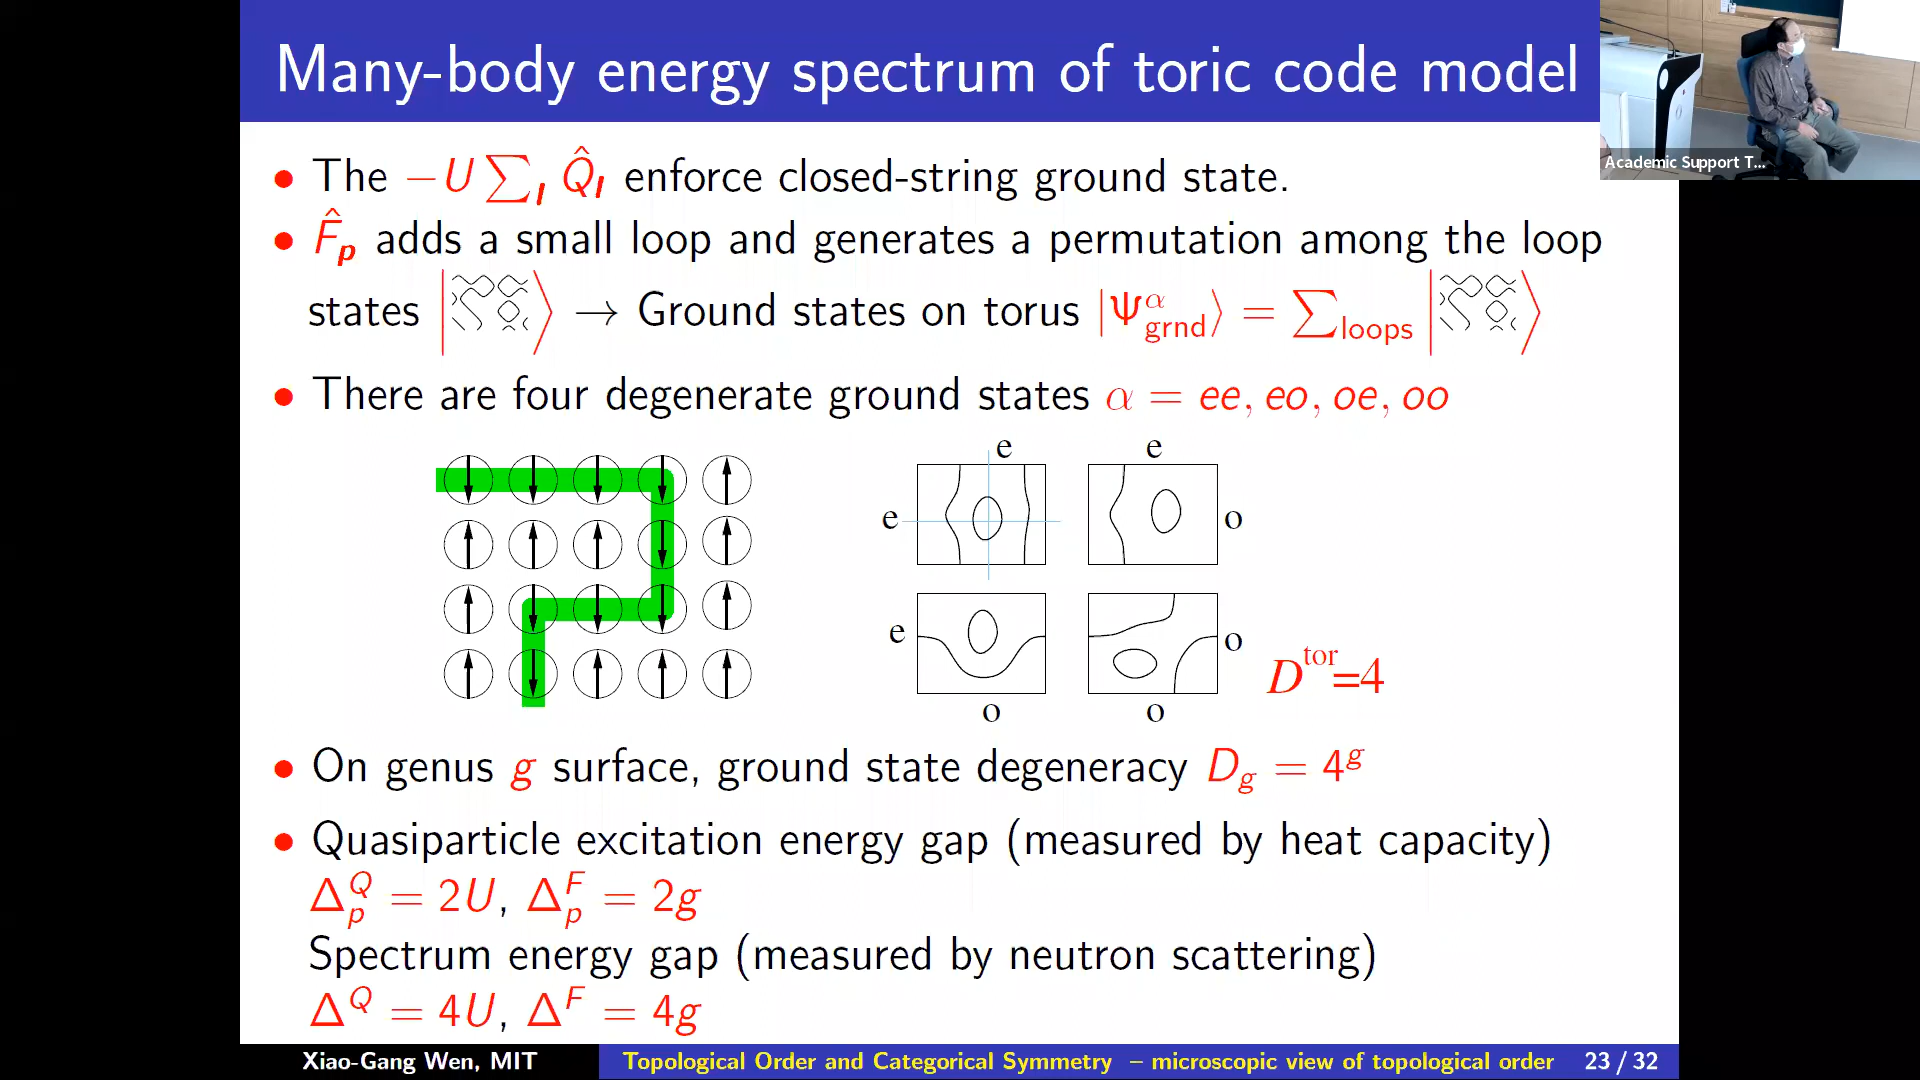 Many-body energy spectrum of toric code model
Academic Support T...
• The −U ∑_I Q̂_I enforce closed-string ground state.
• F̂_p adds a small loop and generates a permutation among the loop
states | ⟩ → Ground states on torus |Ψ^α_grnd⟩ = ∑_loops | ⟩
• There are four degenerate ground states α = ee, eo, oe, oo
e e
e o
e o
o o
D^tor=4
• On genus g surface, ground state degeneracy D_g = 4^g
• Quasiparticle excitation energy gap (measured by heat capacity)
Δ^Q_p = 2U, Δ^F_p = 2g
Spectrum energy gap (measured by neutron scattering)
Δ^Q = 4U, Δ^F = 4g
Xiao-Gang Wen, MIT Topological Order and Categorical Symmetry – microscopic view of topological order 23 / 32